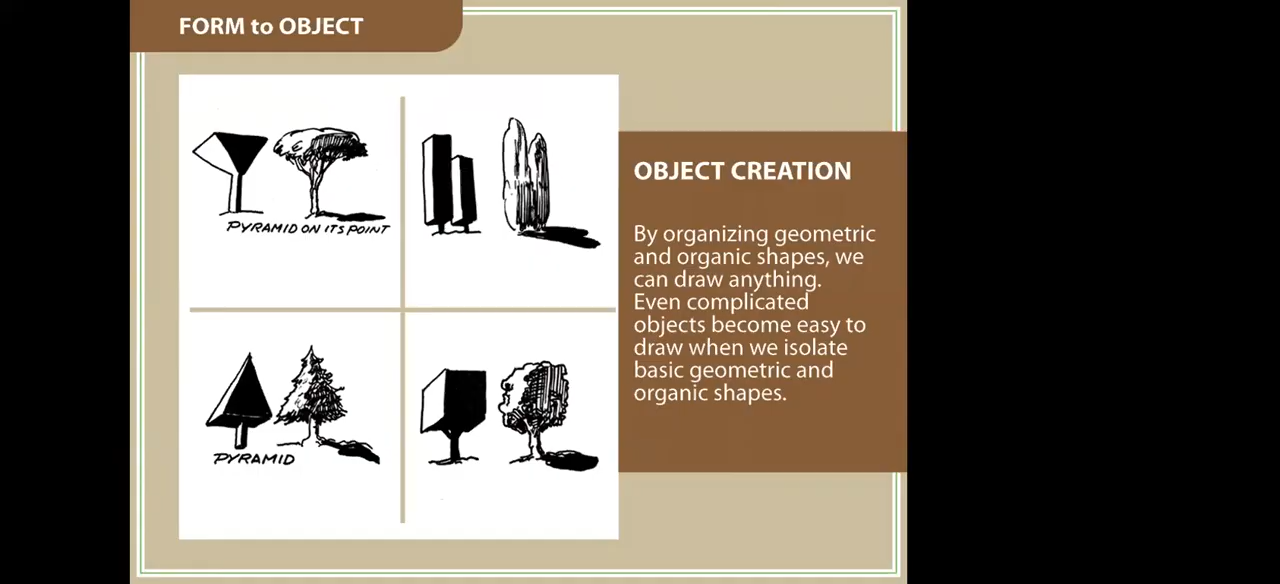 FORM to OBJECT
PYRAMID ON ITS POINT
PYRAMID
OBJECT CREATION
By organizing geometric
and organic shapes, we
can draw anything.
Even complicated
objects become easy to
draw when we isolate
basic geometric and
organic shapes.